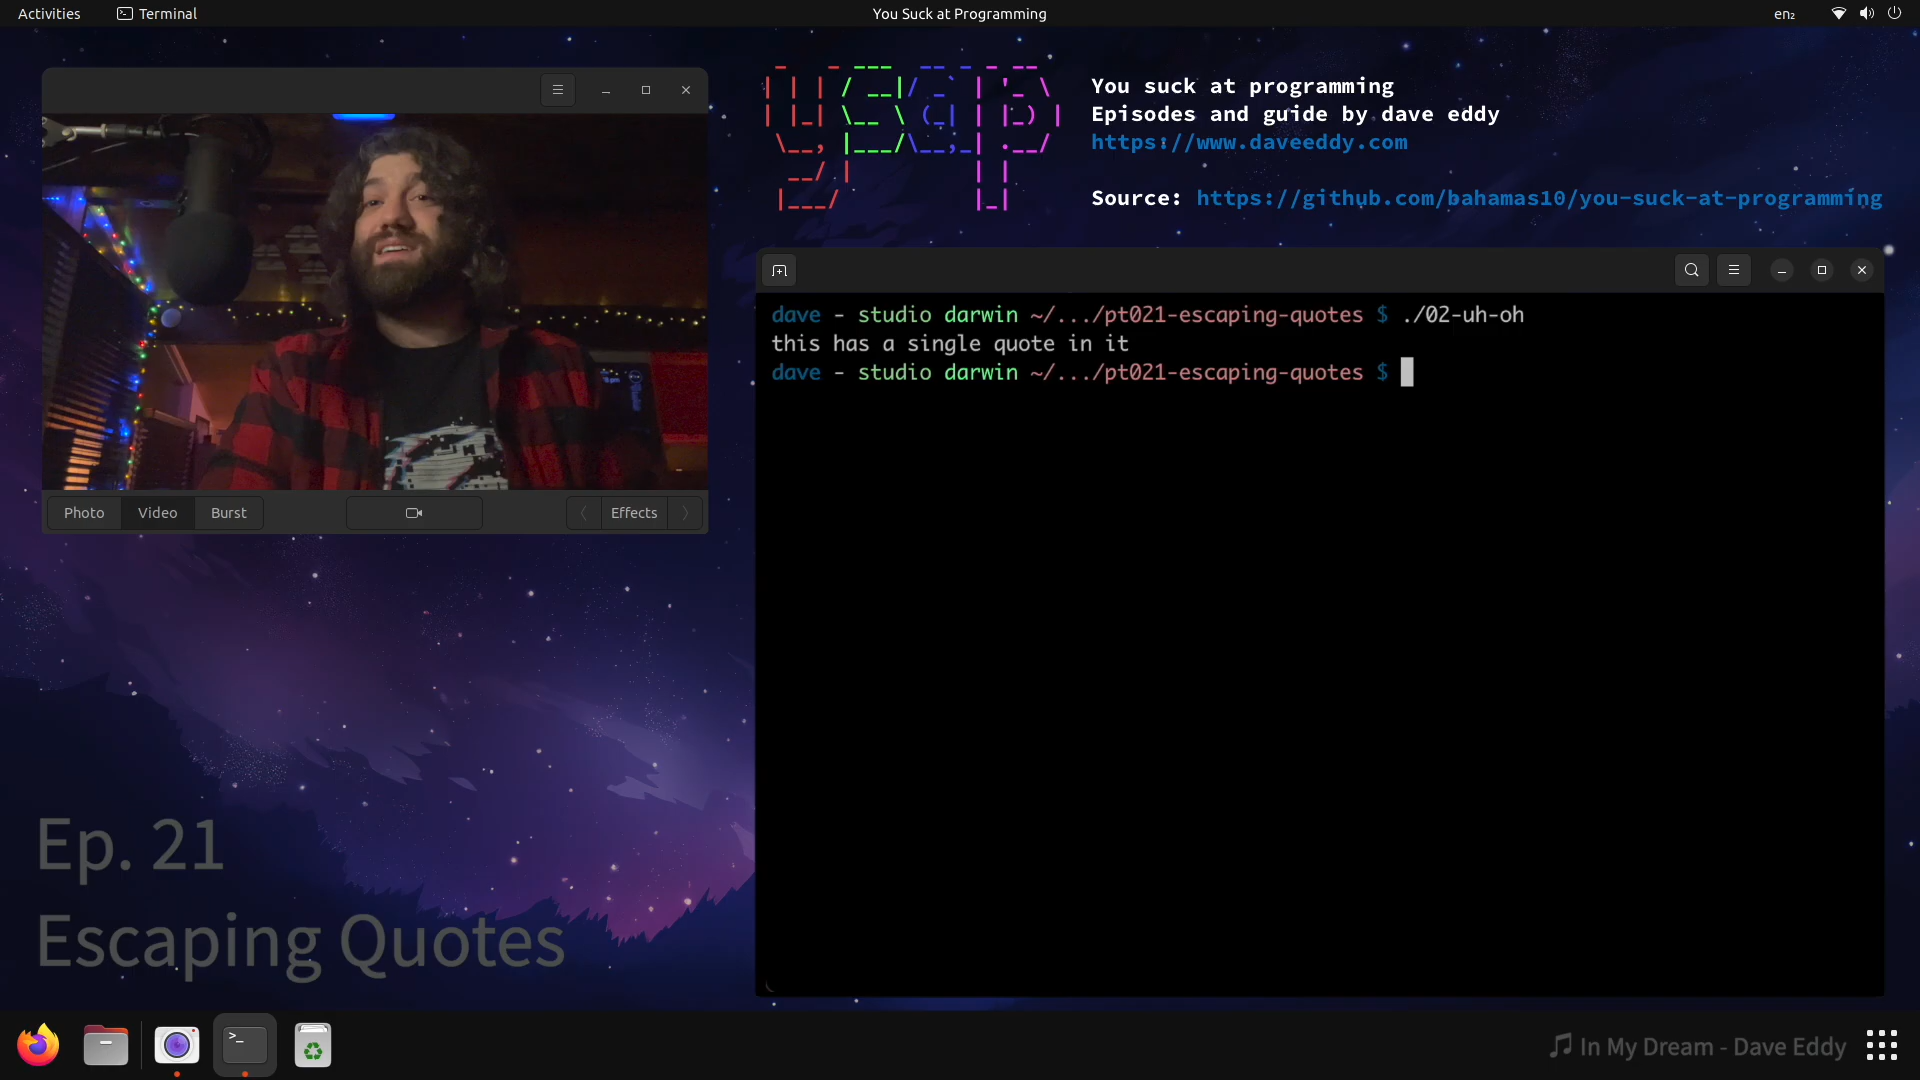 Activities
Terminal
You Suck at Programming
en₂
ysap
You suck at programming
Episodes and guide by dave eddy
https://www.daveeddy.com
Source: https://github.com/bahamas10/you-suck-at-programming
dave - studio darwin ~/.../pt021-escaping-quotes $ ./02-uh-oh
this has a single quote in it
dave - studio darwin ~/.../pt021-escaping-quotes $
Photo
Video
Burst
Effects
Ep. 21
Escaping Quotes
In My Dream - Dave Eddy